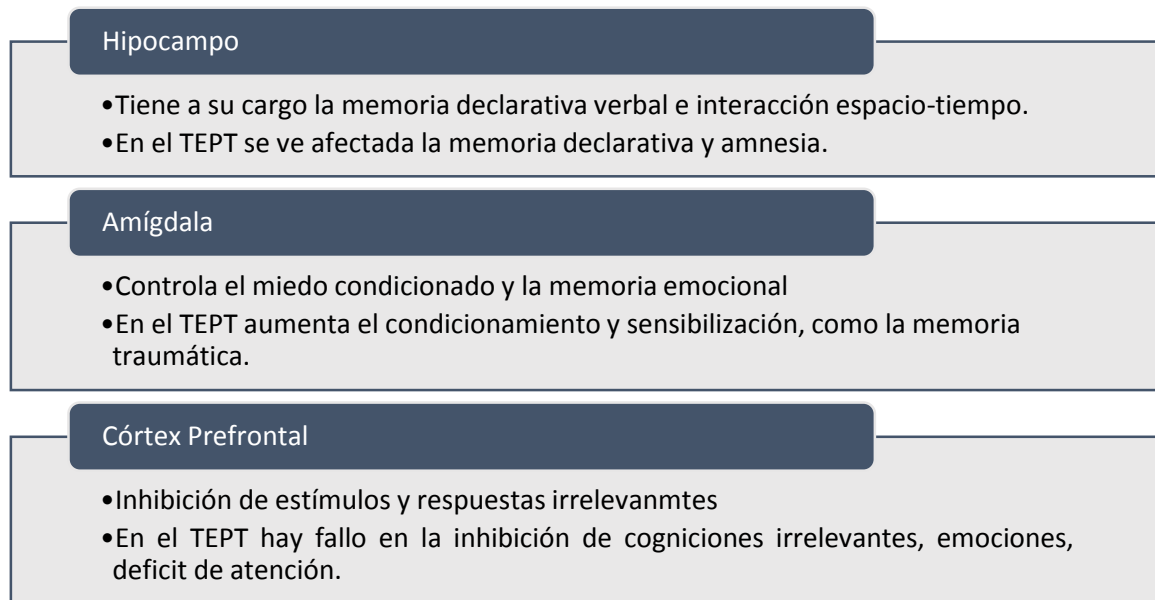 Hipocampo
•Tiene a su cargo la memoria declarativa verbal e interacción espacio-tiempo.
•En el TEPT se ve afectada la memoria declarativa y amnesia.
Amígdala
•Controla el miedo condicionado y la memoria emocional
•En el TEPT aumenta el condicionamiento y sensibilización, como la memoria
traumática.
Córtex Prefrontal
•Inhibición de estímulos y respuestas irrelevanmtes
•En el TEPT hay fallo en la inhibición de cogniciones irrelevantes, emociones,
deficit de atención.